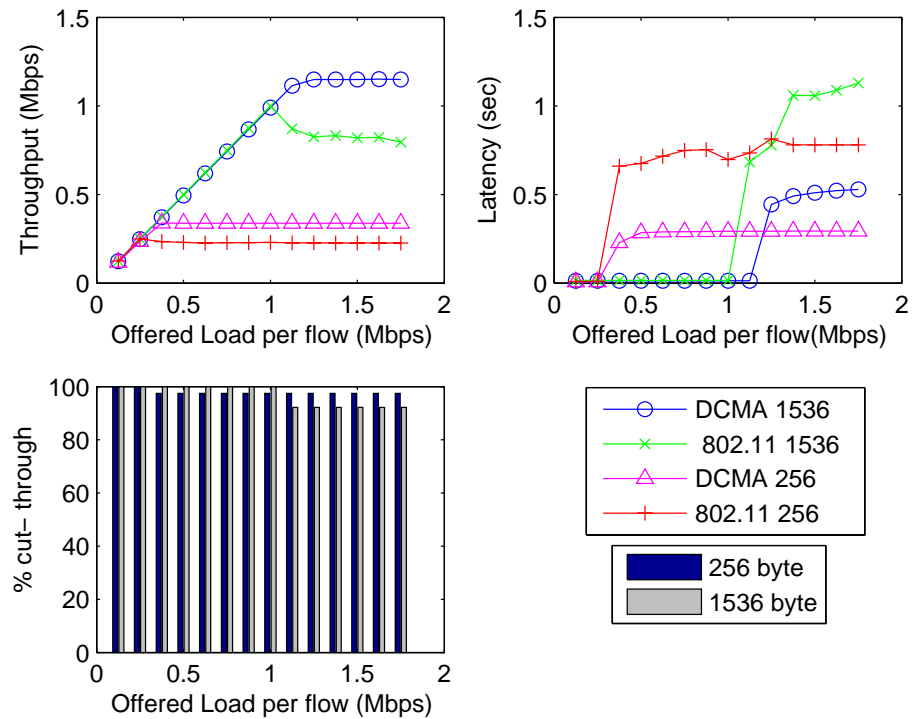 1.5
1
0.5
0
Throughput (Mbps)
0 0.5 1 1.5 2
Offered Load per flow (Mbps)
1.5
1
0.5
0
Latency (sec)
0 0.5 1 1.5 2
Offered Load per flow(Mbps)
100
80
60
40
20
0
% cut− through
0 0.5 1 1.5 2
Offered Load per flow (Mbps)
DCMA 1536
802.11 1536
DCMA 256
802.11 256
256 byte
1536 byte